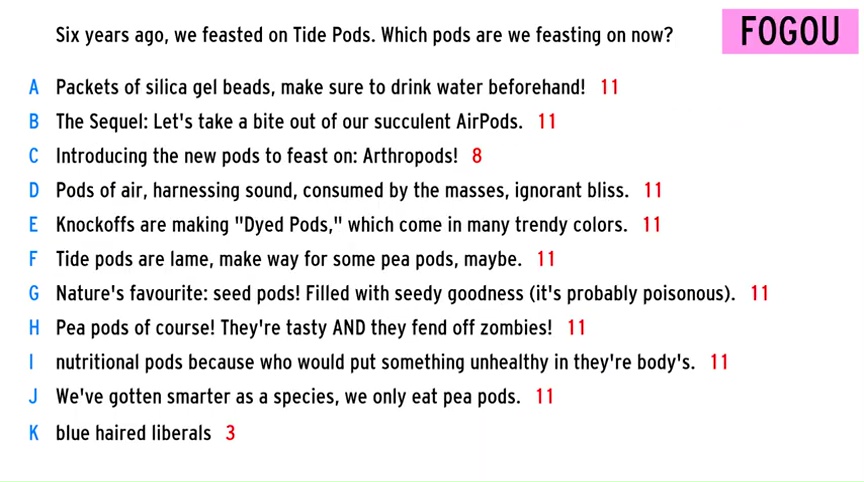 Six years ago, we feasted on Tide Pods. Which pods are we feasting on now?
FOGOU
A Packets of silica gel beads, make sure to drink water beforehand! 11
B The Sequel: Let's take a bite out of our succulent AirPods. 11
C Introducing the new pods to feast on: Arthropods! 8
D Pods of air, harnessing sound, consumed by the masses, ignorant bliss. 11
E Knockoffs are making "Dyed Pods," which come in many trendy colors. 11
F Tide pods are lame, make way for some pea pods, maybe. 11
G Nature's favourite: seed pods! Filled with seedy goodness (it's probably poisonous). 11
H Pea pods of course! They're tasty AND they fend off zombies! 11
I nutritional pods because who would put something unhealthy in they're body's. 11
J We've gotten smarter as a species, we only eat pea pods. 11
K blue haired liberals 3